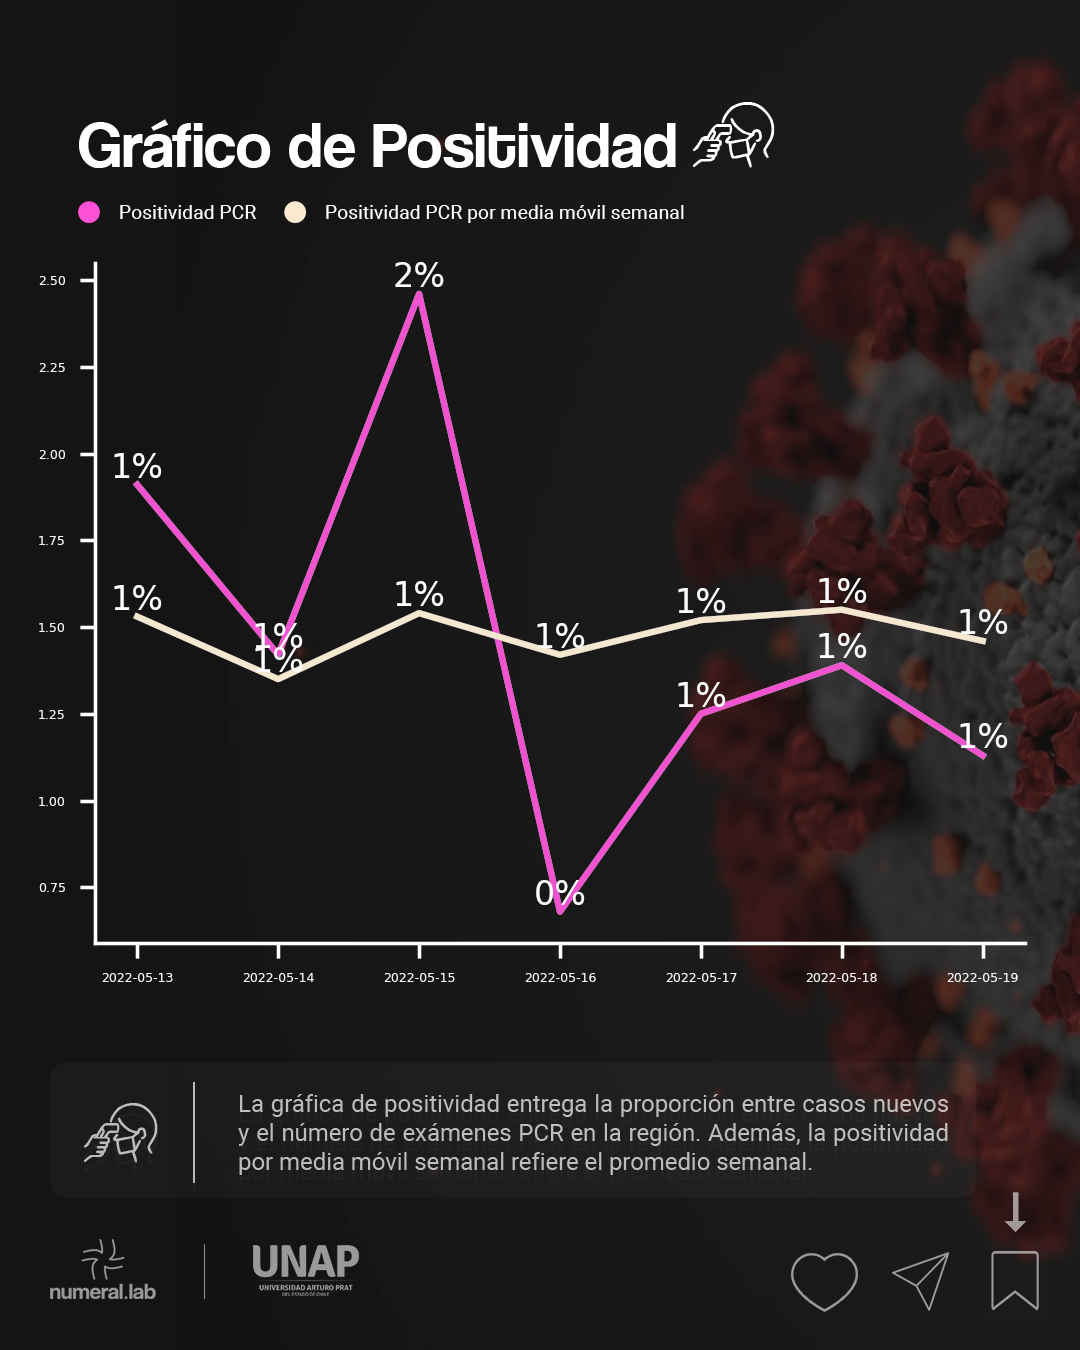 Gráfico de Positividad
Positividad PCR
Positividad PCR por media móvil semanal
2.50
2.25
2.00
1.75
1.50
1.25
1.00
0.75
2%
1%
1%
1%
1%
1%
1%
1%
1%
1%
1%
1%
1%
0%
2022-05-13
2022-05-14
2022-05-15
2022-05-16
2022-05-17
2022-05-18
2022-05-19
La gráfica de positividad entrega la proporción entre casos nuevos
y el número de exámenes PCR en la región. Además, la positividad
por media móvil semanal refiere el promedio semanal.
numeral.lab
UNAP
UNIVERSIDAD ARTURO PRAT
DEL ESTADO DE CHILE